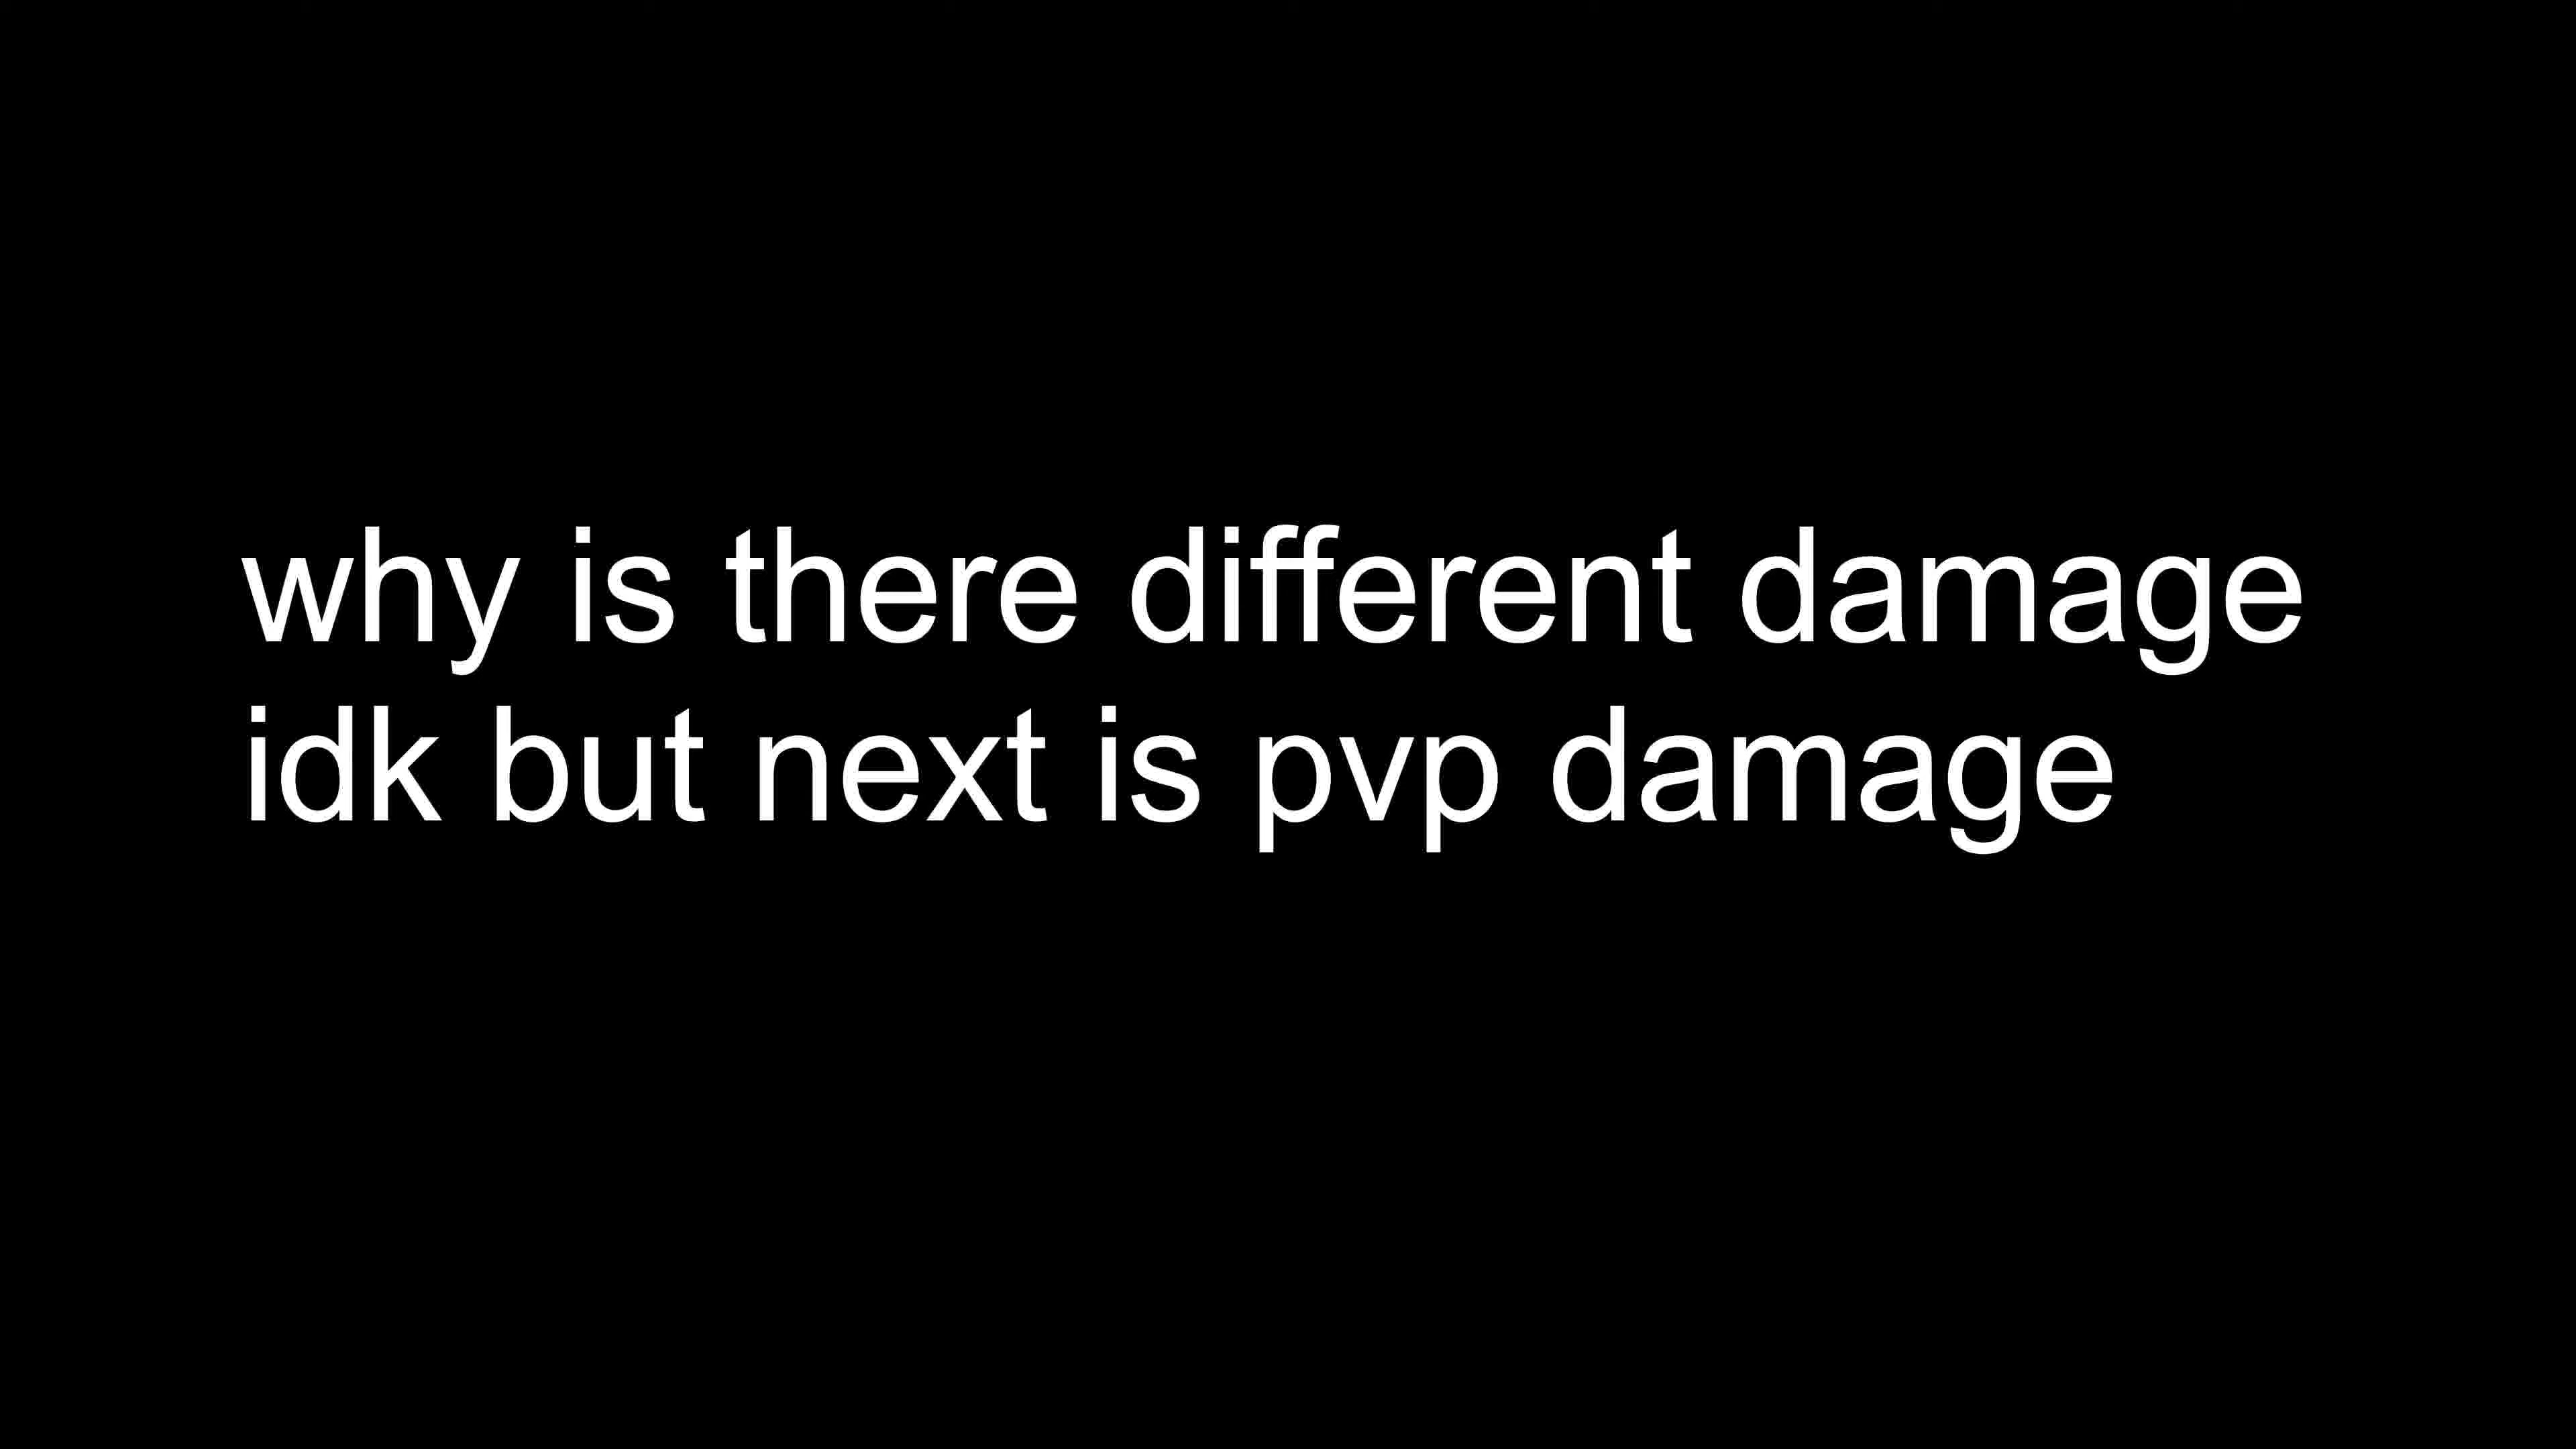 why is there different damage
idk but next is pvp damage